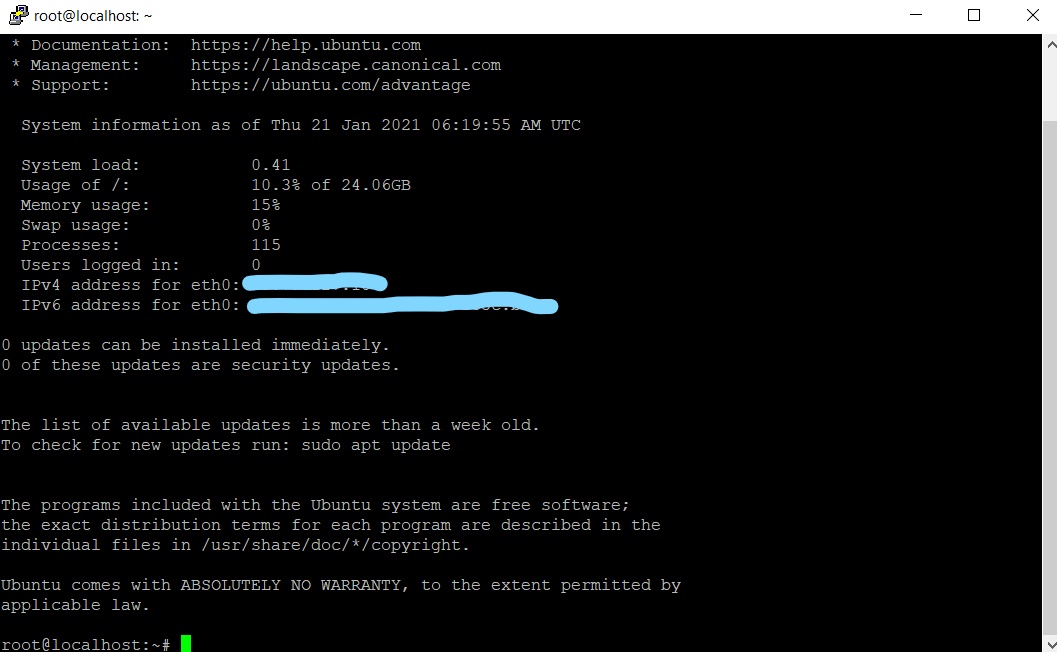 root@localhost: ~
* Documentation:  https://help.ubuntu.com
* Management:     https://landscape.canonical.com
* Support:        https://ubuntu.com/advantage
System information as of Thu 21 Jan 2021 06:19:55 AM UTC
System load:           0.41
Usage of /:            10.3% of 24.06GB
Memory usage:          15%
Swap usage:            0%
Processes:             115
Users logged in:       0
IPv4 address for eth0:
IPv6 address for eth0:
0 updates can be installed immediately.
0 of these updates are security updates.
The list of available updates is more than a week old.
To check for new updates run: sudo apt update
The programs included with the Ubuntu system are free software;
the exact distribution terms for each program are described in the
individual files in /usr/share/doc/*/copyright.
Ubuntu comes with ABSOLUTELY NO WARRANTY, to the extent permitted by
applicable law.
root@localhost:~#